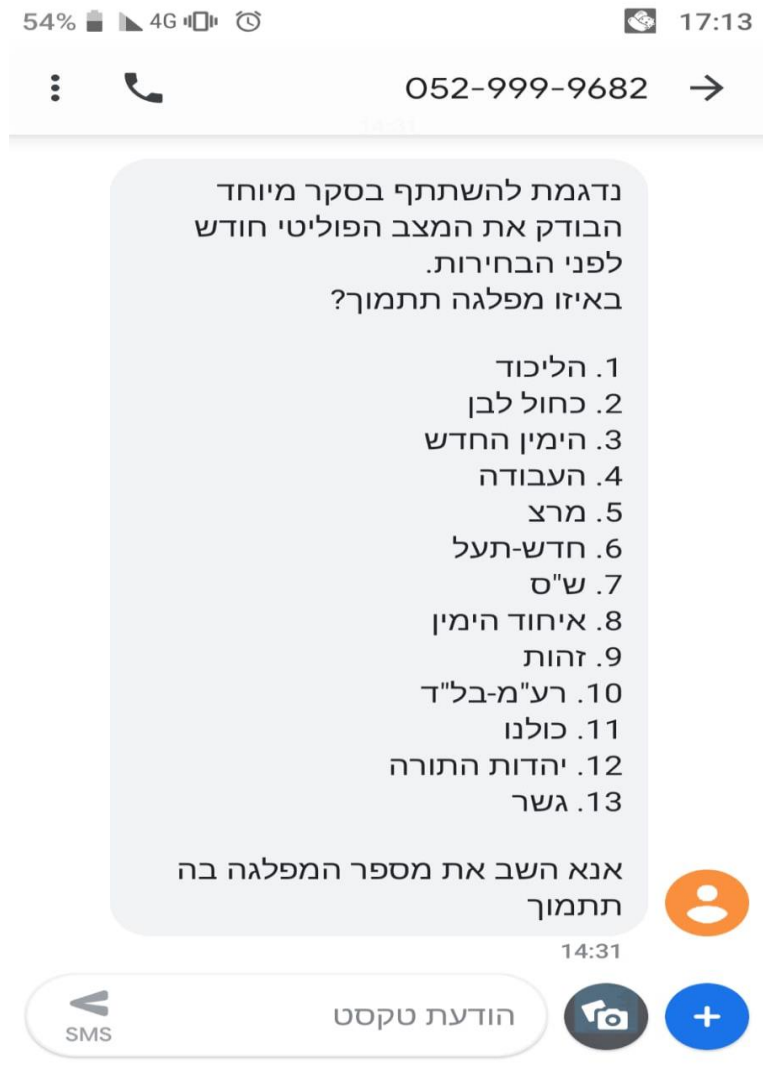 54% 4G 17:13
052-999-9682
14:31
נדגמת להשתתף בסקר מיוחד
הבודק את המצב הפוליטי חודש
לפני הבחירות.
באיזו מפלגה תתמוך?
1. הליכוד
2. כחול לבן
3. הימין החדש
4. העבודה
5. מרצ
6. חדש-תעל
7. ש"ס
8. איחוד הימין
9. זהות
10. רע"מ-בל"ד
11. כולנו
12. יהדות התורה
13. גשר
אנא השב את מספר המפלגה בה
תתמוך
14:31
הודעת טקסט
SMS